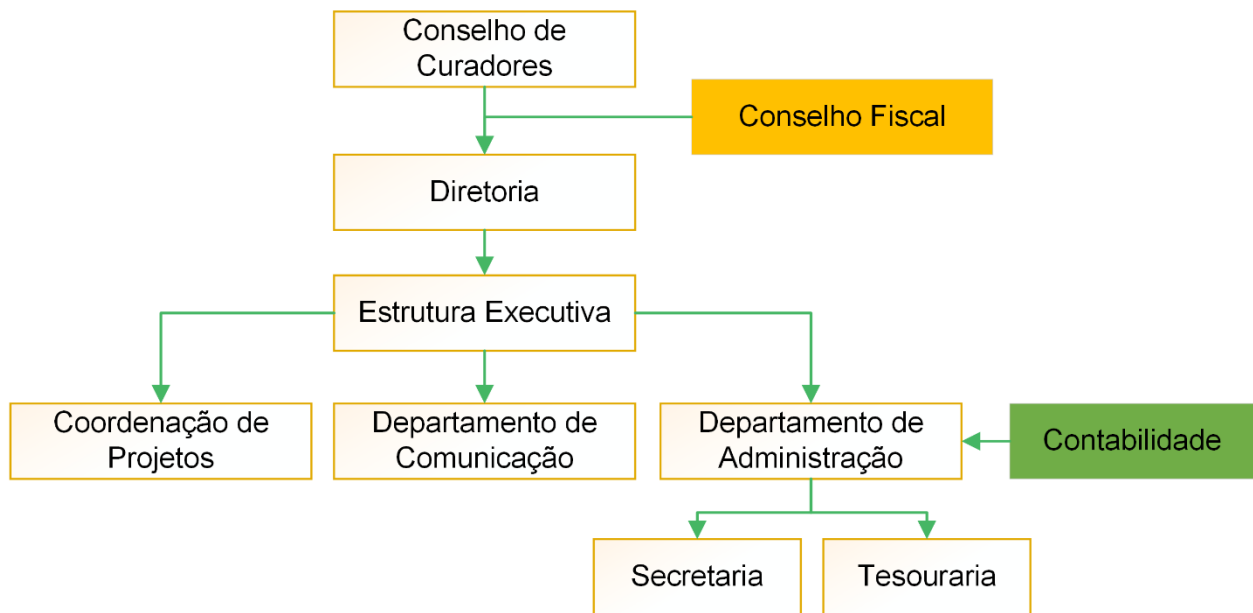 Conselho de
Curadores
Conselho Fiscal
Diretoria
Estrutura Executiva
Coordenação de
Projetos
Departamento de
Comunicação
Departamento de
Administração
Contabilidade
Secretaria
Tesouraria